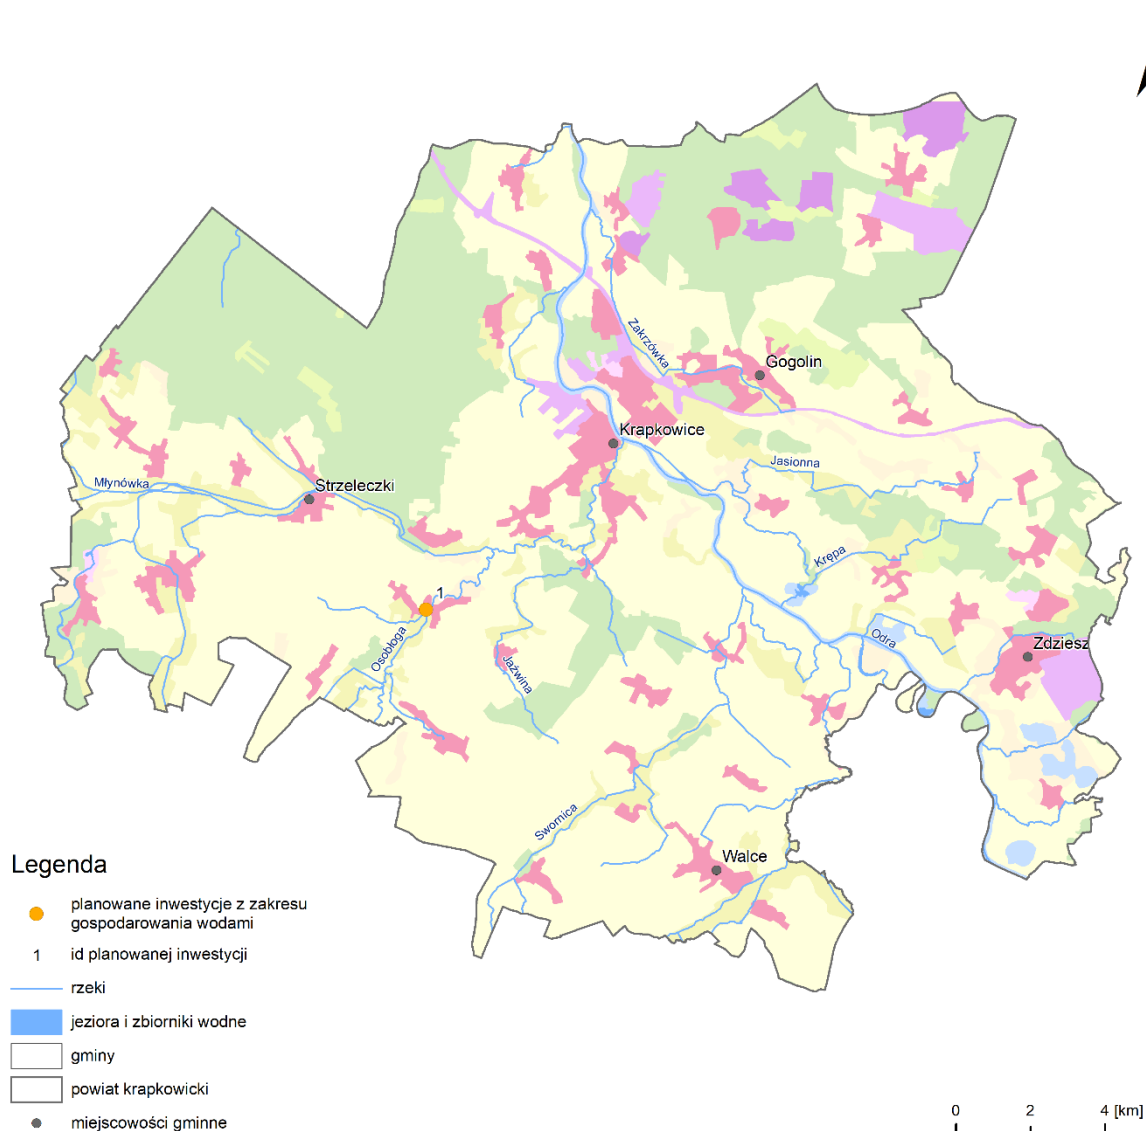 Zakrzówka
Gogolin
Krapkowice
Jasionna
Strzeleczki
Młynówka
Krępa
1
Osobłoga
Odra
Zdziesz
Jaźwina
Swornica
Walce
Legenda
planowane inwestycje z zakresu
gospodarowania wodami
1 id planowanej inwestycji
rzeki
jeziora i zbiorniki wodne
gminy
powiat krapkowicki
miejscowości gminne
0 2 4 [km]